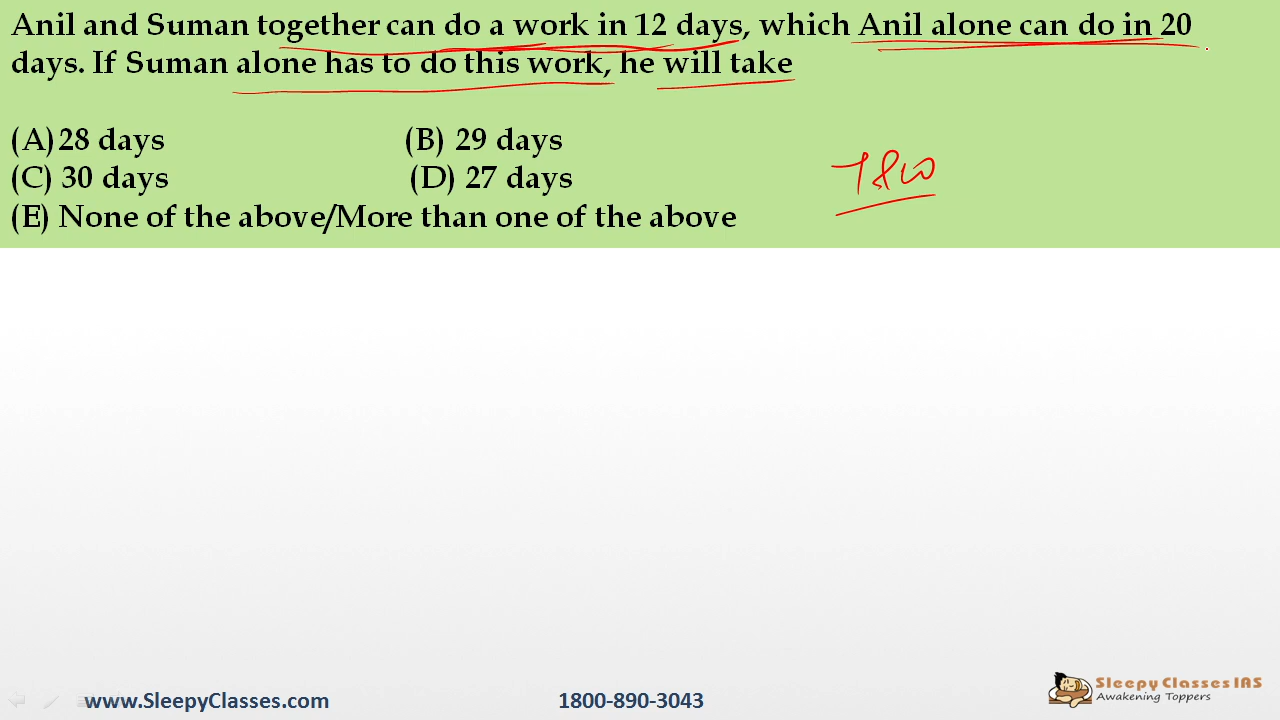 Anil and Suman together can do a work in 12 days, which Anil alone can do in 20
days. If Suman alone has to do this work, he will take
(A) 28 days (B) 29 days
(C) 30 days (D) 27 days
(E) None of the above/More than one of the above
www.SleepyClasses.com 1800-890-3043
Sleepy Classes IAS
Awakening Toppers